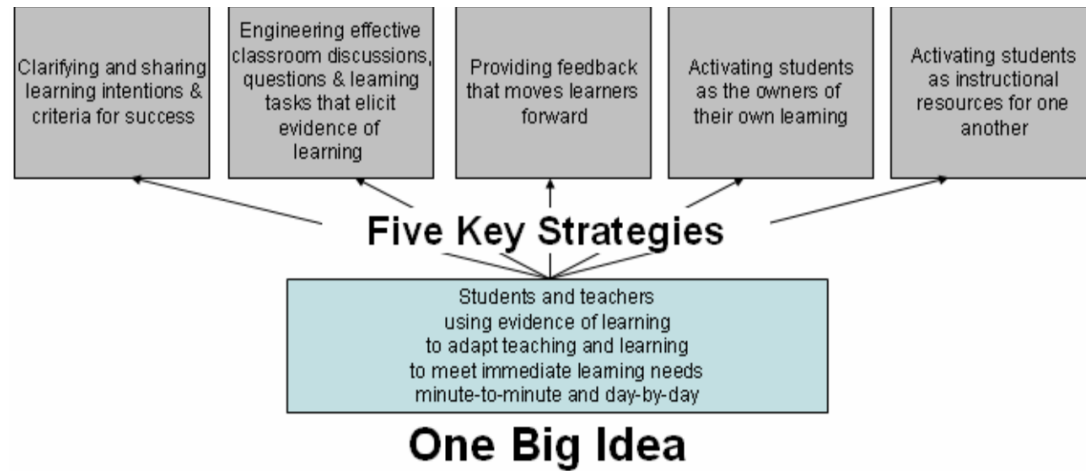 Clarifying and sharing
learning intentions &
criteria for success
Engineering effective
classroom discussions,
questions & learning
tasks that elicit
evidence of
learning
Providing feedback
that moves learners
forward
Activating students
as the owners of
their own learning
Activating students
as instructional
resources for one
another
Five Key Strategies
Students and teachers
using evidence of learning
to adapt teaching and learning
to meet immediate learning needs
minute-to-minute and day-by-day
One Big Idea